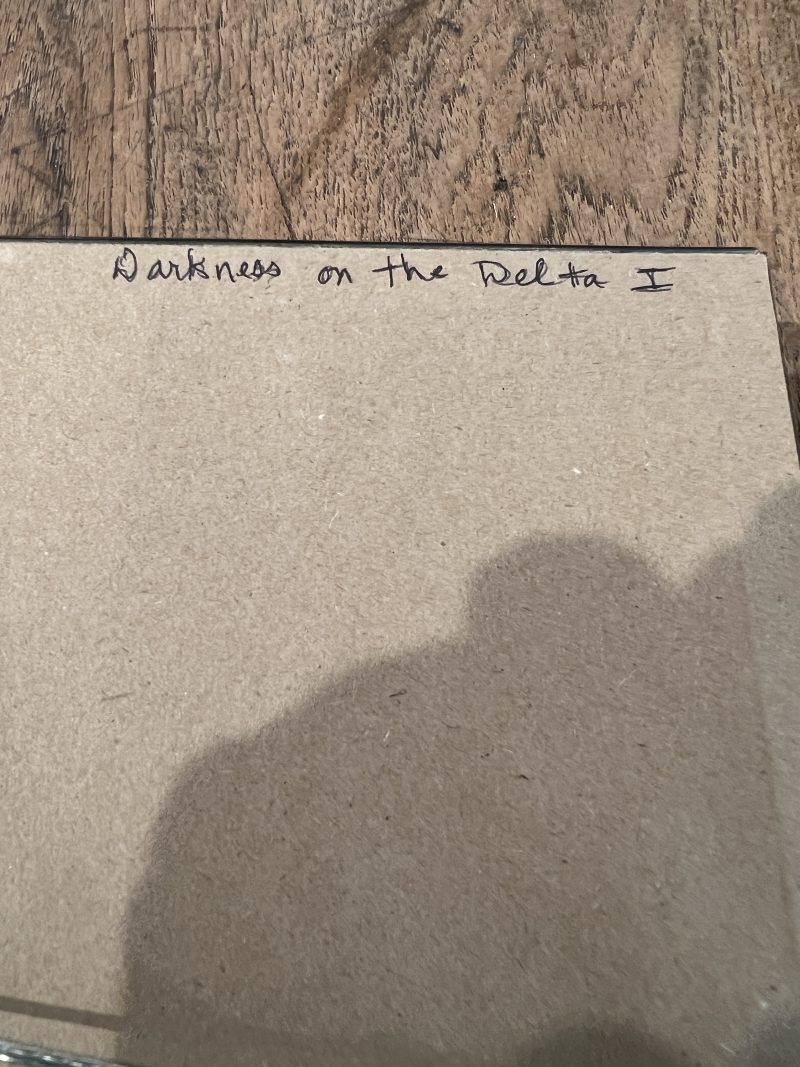 Darkness on the Delta I